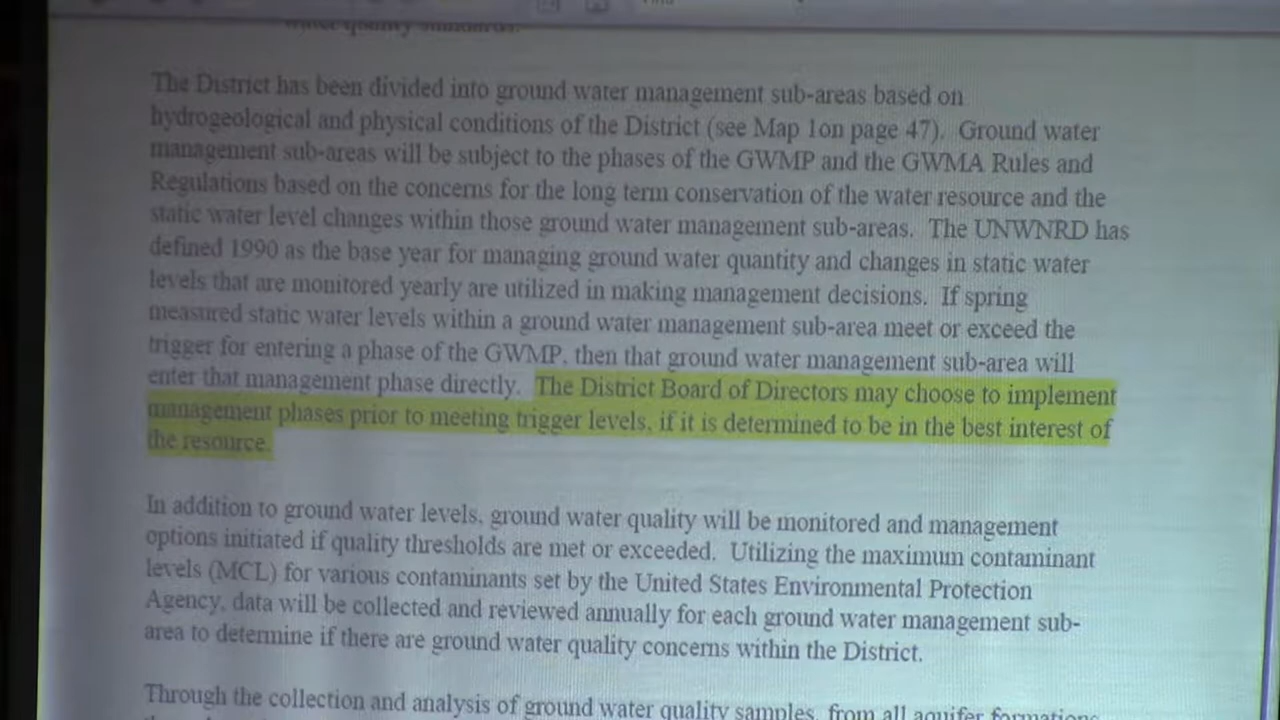 water quality standards.
The District has been divided into ground water management sub-areas based on
hydrogeological and physical conditions of the District (see Map 1on page 47). Ground water
management sub-areas will be subject to the phases of the GWMP and the GWMA Rules and
Regulations based on the concerns for the long term conservation of the water resource and the
static water level changes within those ground water management sub-areas. The UNWNRD has
defined 1990 as the base year for managing ground water quantity and changes in static water
levels that are monitored yearly are utilized in making management decisions. If spring
measured static water levels within a ground water management sub-area meet or exceed the
trigger for entering a phase of the GWMP, then that ground water management sub-area will
enter that management phase directly. The District Board of Directors may choose to implement
management phases prior to meeting trigger levels, if it is determined to be in the best interest of
the resource.
In addition to ground water levels, ground water quality will be monitored and management
options initiated if quality thresholds are met or exceeded. Utilizing the maximum contaminant
levels (MCL) for various contaminants set by the United States Environmental Protection
Agency, data will be collected and reviewed annually for each ground water management sub-
area to determine if there are ground water quality concerns within the District.
Through the collection and analysis of ground water quality samples, from all aquifer formations